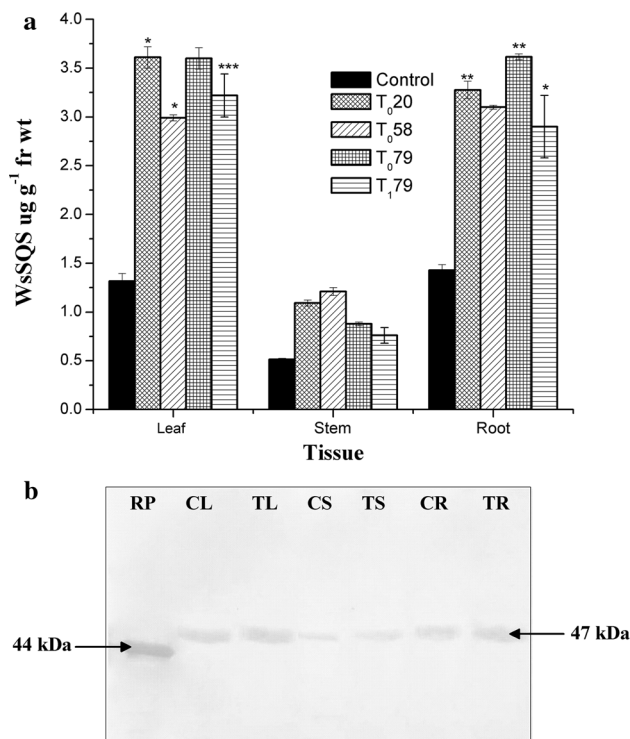 a
WsSQS ug g⁻¹ fr wt
4.0
3.5
3.0
2.5
2.0
1.5
1.0
0.5
0.0
* * ***
** ** *
Control
T₀20
T₀58
T₀79
T₁79
Leaf Stem Root
Tissue
b
RP CL TL CS TS CR TR
44 kDa
47 kDa